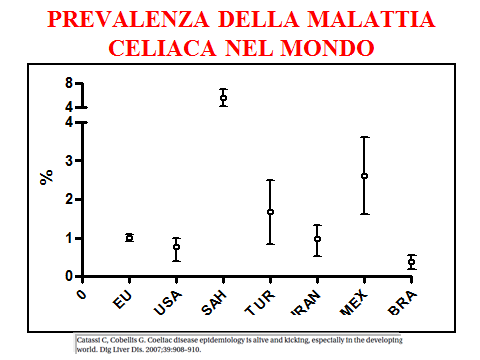 PREVALENZA DELLA MALATTIA
CELIACA NEL MONDO
8
4
4
3
2
1
0
%
0
EU
USA
SAH
TUR
IRAN
MEX
BRA
Catassi C, Cobellis G. Coeliac disease epidemiology is alive and kicking, especially in the developing
world. Dig Liver Dis. 2007;39:908–910.